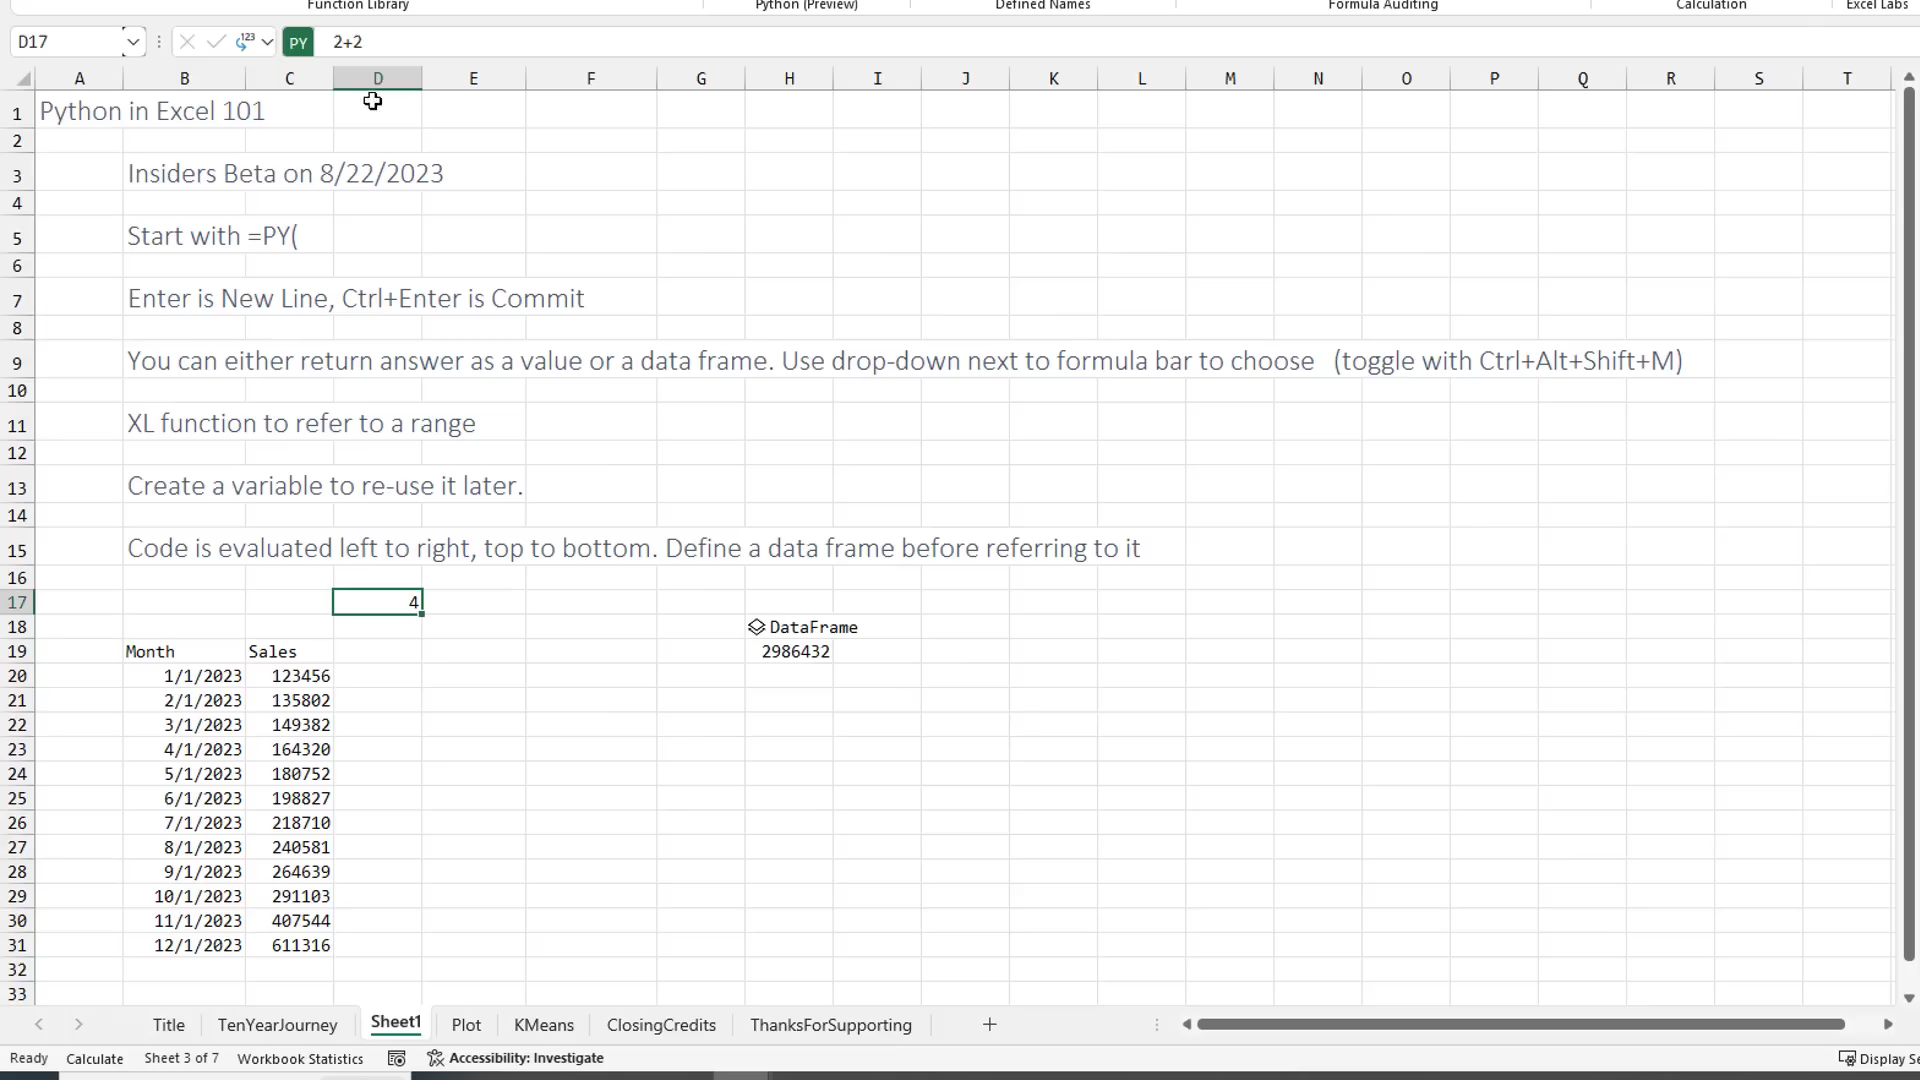 Function Library Python (Preview) Defined Names Formula Auditing Calculation Excel Labs
D17 123 PY 2+2
A B C D E F G H I J K L M N O P Q R S T
1 Python in Excel 101
2
3 Insiders Beta on 8/22/2023
4
5 Start with =PY(
6
7 Enter is New Line, Ctrl+Enter is Commit
8
9 You can either return answer as a value or a data frame. Use drop-down next to formula bar to choose (toggle with Ctrl+Alt+Shift+M)
10
11 XL function to refer to a range
12
13 Create a variable to re-use it later.
14
15 Code is evaluated left to right, top to bottom. Define a data frame before referring to it
16
17 4
18 DataFrame
19 Month Sales 2986432
20 1/1/2023 123456
21 2/1/2023 135802
22 3/1/2023 149382
23 4/1/2023 164320
24 5/1/2023 180752
25 6/1/2023 198827
26 7/1/2023 218710
27 8/1/2023 240581
28 9/1/2023 264639
29 10/1/2023 291103
30 11/1/2023 407544
31 12/1/2023 611316
32
33
Title TenYearJourney Sheet1 Plot KMeans ClosingCredits ThanksForSupporting
Ready Calculate Sheet 3 of 7 Workbook Statistics Accessibility: Investigate Display Se